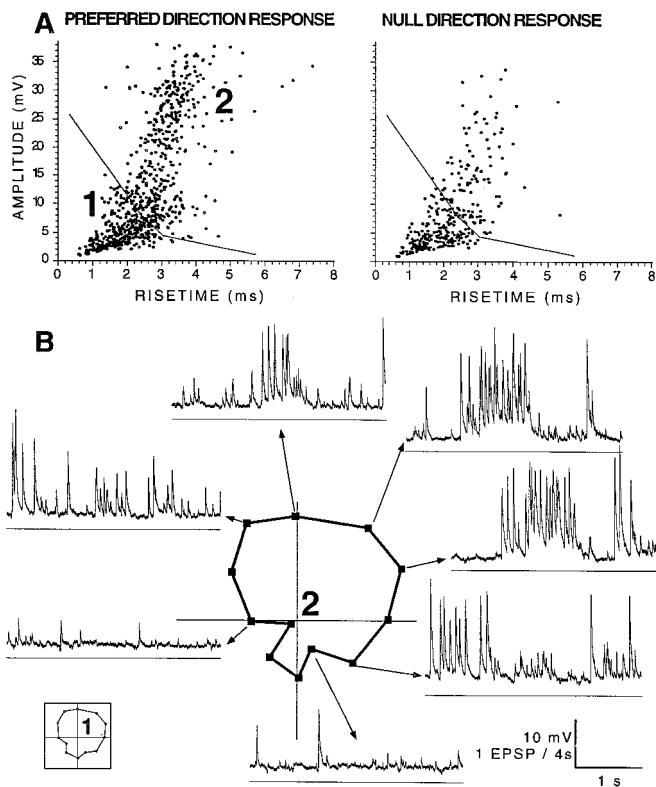 A PREFERRED DIRECTION RESPONSE NULL DIRECTION RESPONSE
AMPLITUDE (mV)
35
30
25
20
15
10
5
0
1
2
0 1 2 3 4 5 6 7 8
RISETIME (ms)
0 1 2 3 4 5 6 7 8
RISETIME (ms)
B
2
1
10 mV
1 EPSP / 4s
1 s